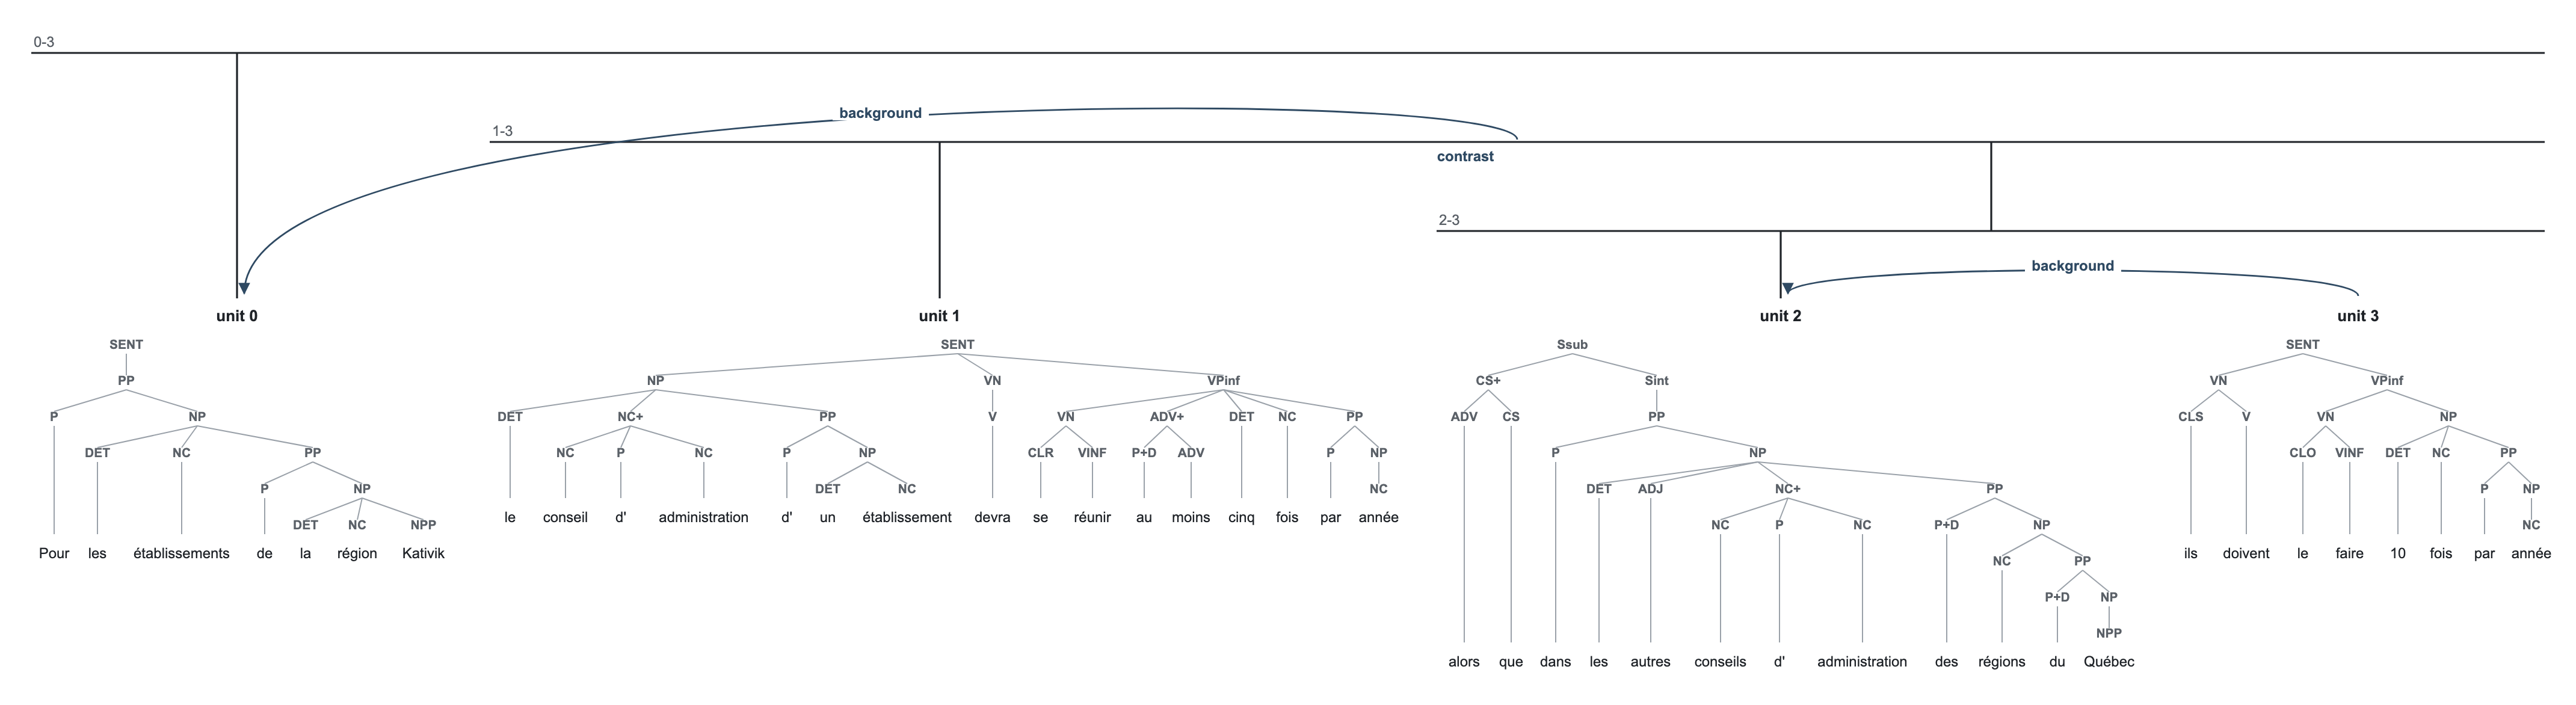 0-3
background
1-3
contrast
2-3
background
unit 0 unit 1 unit 2 unit 3
SENT SENT Ssub SENT
PP NP VN VPinf CS+ Sint VN VPinf
P NP DET NC+ PP V VN ADV+ DET NC PP ADV CS PP CLS V VN NP
DET NC PP NC P NC P NP CLR VINF P+D ADV P NP P NP CLO VINF DET NC PP
P NP DET NC NC DET ADJ NC+ PP P NP
le conseil d' administration d' un établissement devra se réunir au moins cinq fois par année
DET NC NPP NC P NC P+D NP NC
Pour les établissements de la région Kativik ils doivent le faire 10 fois par année
NC PP
P+D NP
NPP
alors que dans les autres conseils d' administration des régions du Québec